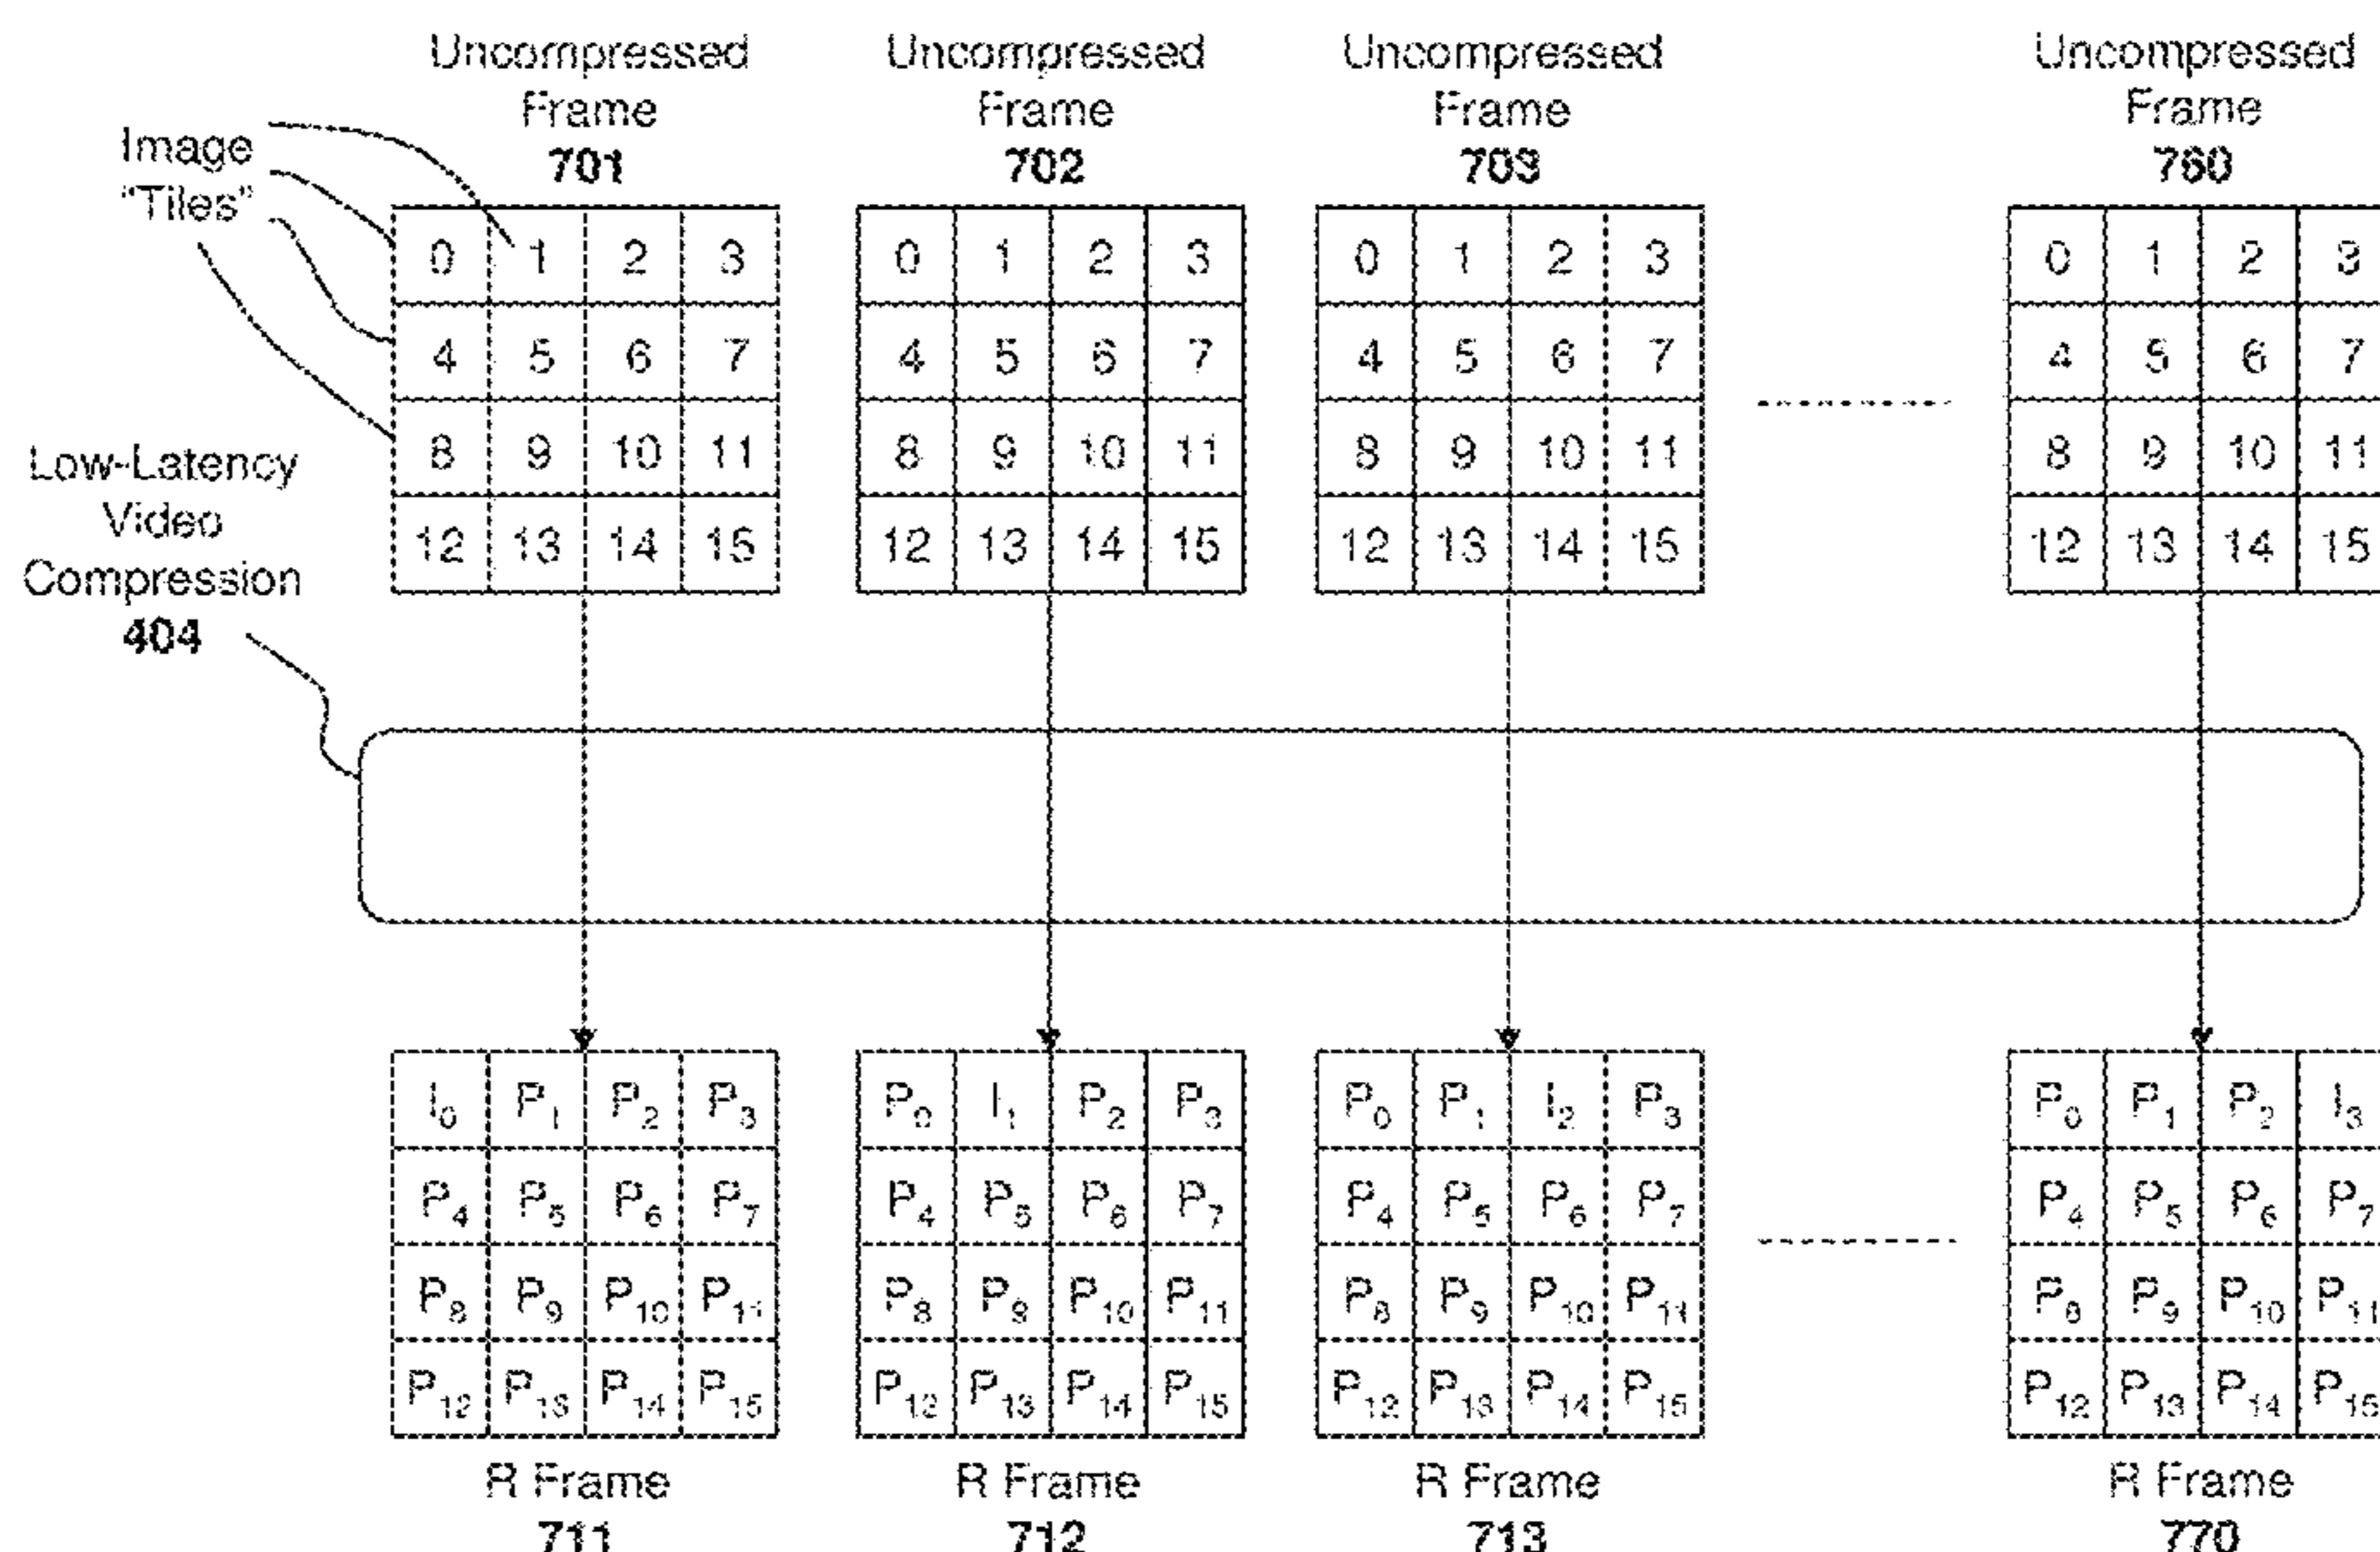 Uncompressed Frame 701
Uncompressed Frame 702
Uncompressed Frame 703
Uncompressed Frame 760
Image
"Tiles"
0 1 2 3
4 5 6 7
8 9 10 11
12 13 14 15
0 1 2 3
4 5 6 7
8 9 10 11
12 13 14 15
0 1 2 3
4 5 6 7
8 9 10 11
12 13 14 15
0 1 2 3
4 5 6 7
8 9 10 11
12 13 14 15
Low-Latency
Video
Compression
404
I₀ P₁ P₂ P₃
P₄ P₅ P₆ P₇
P₈ P₉ P₁₀ P₁₁
P₁₂ P₁₃ P₁₄ P₁₅
P₀ I₁ P₂ P₃
P₄ P₅ P₆ P₇
P₈ P₉ P₁₀ P₁₁
P₁₂ P₁₃ P₁₄ P₁₅
P₀ P₁ I₂ P₃
P₄ P₅ P₆ P₇
P₈ P₉ P₁₀ P₁₁
P₁₂ P₁₃ P₁₄ P₁₅
P₀ P₁ P₂ I₃
P₄ P₅ P₆ P₇
P₈ P₉ P₁₀ P₁₁
P₁₂ P₁₃ P₁₄ P₁₅
R Frame
711
R Frame
712
R Frame
713
R Frame
770